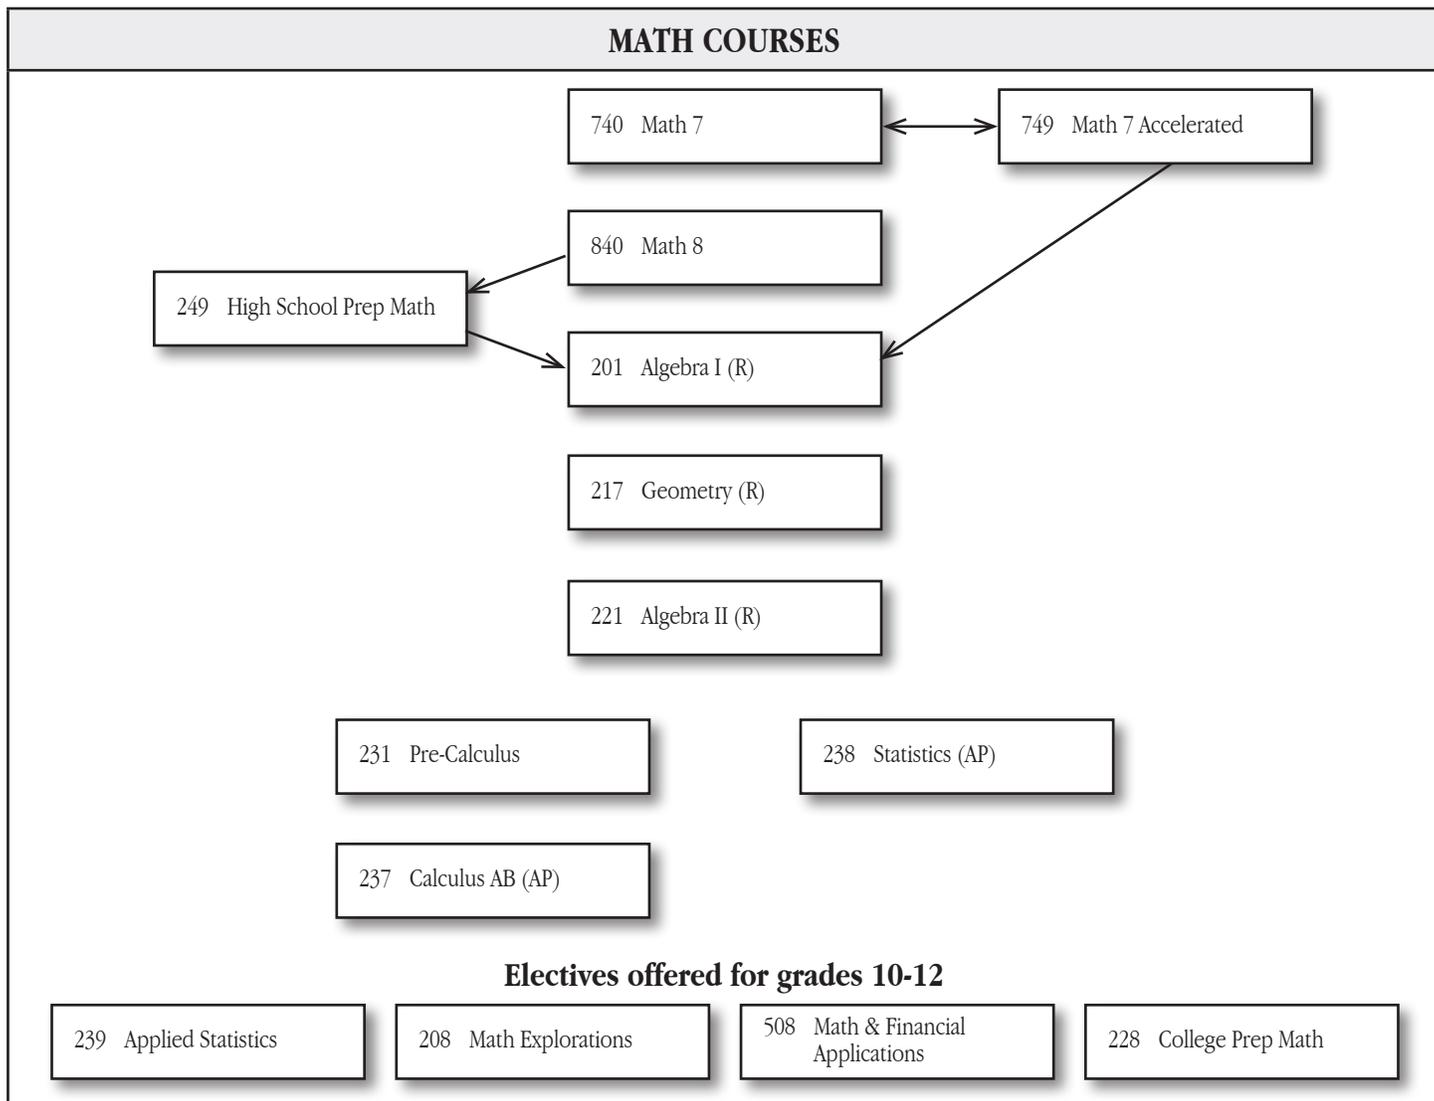 MATH COURSES
740 Math 7
749 Math 7 Accelerated
840 Math 8
249 High School Prep Math
201 Algebra I (R)
217 Geometry (R)
221 Algebra II (R)
231 Pre-Calculus
238 Statistics (AP)
237 Calculus AB (AP)
Electives offered for grades 10-12
239 Applied Statistics
208 Math Explorations
508 Math & Financial
Applications
228 College Prep Math